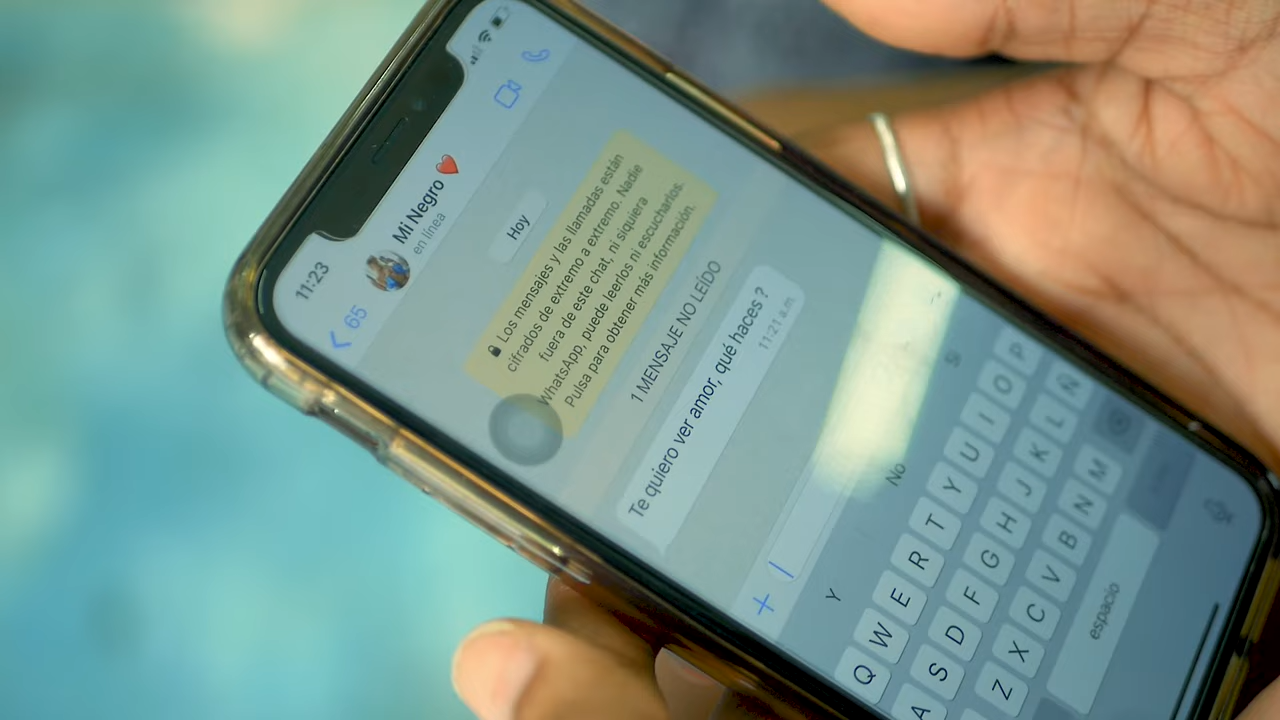 11:23
65
Mi Negro ❤️
en línea
Hoy
Los mensajes y las llamadas están
cifrados de extremo a extremo. Nadie
fuera de este chat, ni siquiera
WhatsApp, puede leerlos ni escucharlos.
Pulsa para obtener más información.
1 MENSAJE NO LEÍDO
Te quiero ver amor, qué haces ?
11:21 a.m.
Y No S
Q W E R T Y U I O P
A S D F G H J K L Ñ
Z X C V B N M
espacio